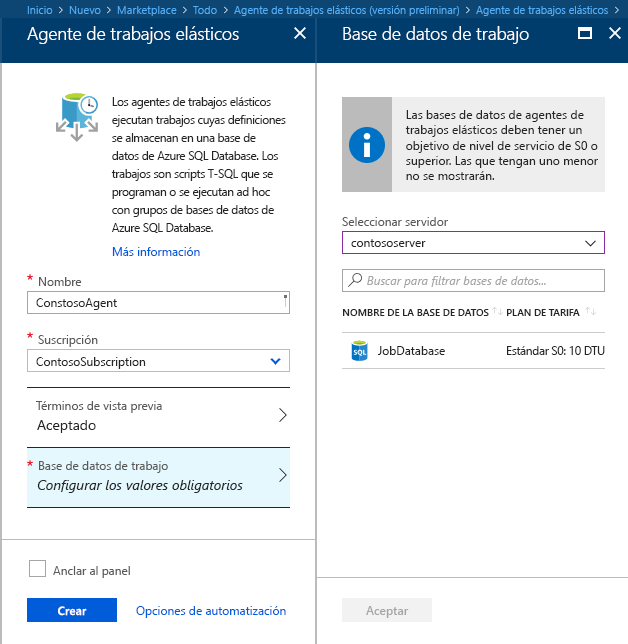 Inicio > Nuevo > Marketplace > Todo > Agente de trabajos elásticos (versión preliminar) > Agente de trabajos elásticos >
Agente de trabajos elásticos
Los agentes de trabajos elásticos
ejecutan trabajos cuyas definiciones
se almacenan en una base de
datos de Azure SQL Database. Los
trabajos son scripts T-SQL que se
programan o se ejecutan ad hoc
con grupos de bases de datos de
Azure SQL Database.
Más información
* Nombre
ConstosoAgent
* Suscripción
ContosoSubscription
Términos de vista previa
Aceptado
* Base de datos de trabajo
Configurar los valores obligatorios
Anclar al panel
Crear
Opciones de automatización
Base de datos de trabajo
Las bases de datos de agentes de
trabajos elásticos deben tener un
objetivo de nivel de servicio de S0 o
superior. Las que tengan uno menor
no se mostrarán.
Seleccionar servidor
contososerver
Buscar para filtrar bases de datos...
NOMBRE DE LA BASE DE DATOS PLAN DE TARIFA
SQL JobDatabase Estándar S0: 10 DTU
Aceptar